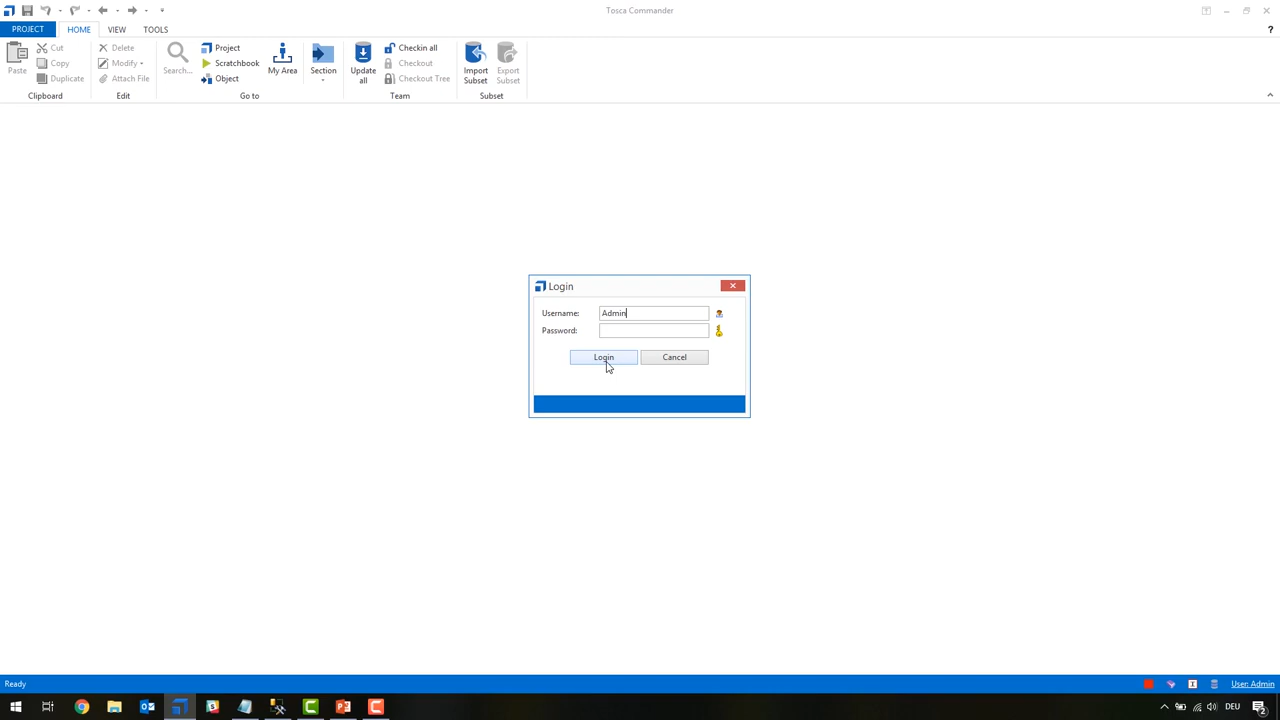 Tosca Commander
PROJECT HOME VIEW TOOLS ?
Paste Cut Copy Duplicate
Clipboard
Delete Modify Attach File
Edit
Search... Project Scratchbook Object My Area
Go to
Section
Update all Checkin all Checkout Checkout Tree
Team
Import Subset Export Subset
Subset
Login
Username: Admin
Password:
Login Cancel
Ready User: Admin
DEU 2